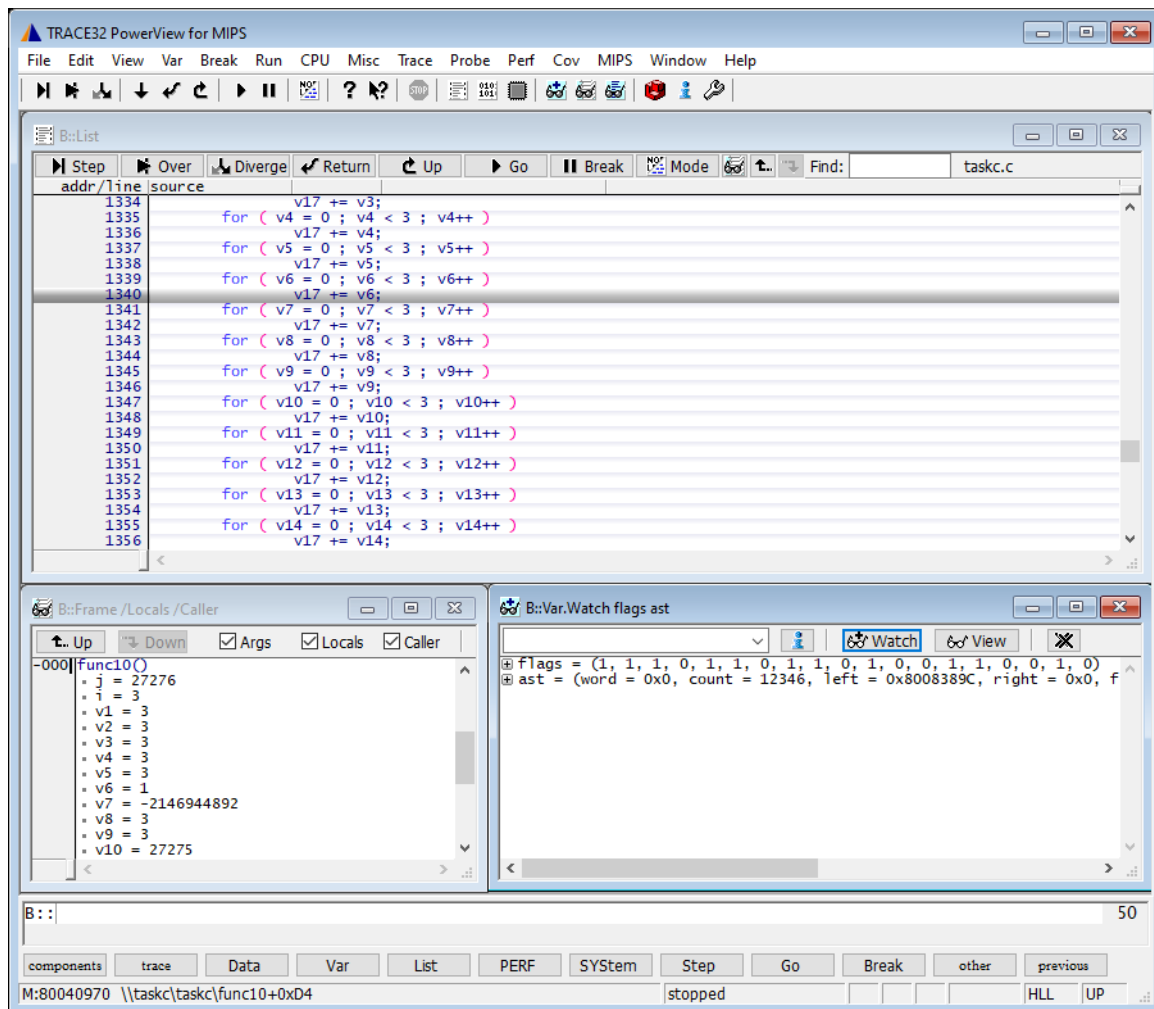 TRACE32 PowerView for MIPS
File Edit View Var Break Run CPU Misc Trace Probe Perf Cov MIPS Window Help
B::List
Step Over Diverge Return Up Go Break Mode Find: taskc.c
addr/line source
1334 v17 += v3;
1335 for ( v4 = 0 ; v4 < 3 ; v4++ )
1336 v17 += v4;
1337 for ( v5 = 0 ; v5 < 3 ; v5++ )
1338 v17 += v5;
1339 for ( v6 = 0 ; v6 < 3 ; v6++ )
1340 v17 += v6;
1341 for ( v7 = 0 ; v7 < 3 ; v7++ )
1342 v17 += v7;
1343 for ( v8 = 0 ; v8 < 3 ; v8++ )
1344 v17 += v8;
1345 for ( v9 = 0 ; v9 < 3 ; v9++ )
1346 v17 += v9;
1347 for ( v10 = 0 ; v10 < 3 ; v10++ )
1348 v17 += v10;
1349 for ( v11 = 0 ; v11 < 3 ; v11++ )
1350 v17 += v11;
1351 for ( v12 = 0 ; v12 < 3 ; v12++ )
1352 v17 += v12;
1353 for ( v13 = 0 ; v13 < 3 ; v13++ )
1354 v17 += v13;
1355 for ( v14 = 0 ; v14 < 3 ; v14++ )
1356 v17 += v14;
B::Frame /Locals /Caller
Up Down Args Locals Caller
-000 func10()
j = 27276
i = 3
v1 = 3
v2 = 3
v3 = 3
v4 = 3
v5 = 3
v6 = 1
v7 = -2146944892
v8 = 3
v9 = 3
v10 = 27275
B::Var.Watch flags ast
Watch View
flags = (1, 1, 1, 0, 1, 1, 0, 1, 1, 0, 1, 0, 0, 1, 1, 0, 0, 1, 0)
ast = (word = 0x0, count = 12346, left = 0x8008389C, right = 0x0, f
B:: 50
components trace Data Var List PERF SYStem Step Go Break other previous
M:80040970 \\taskc\taskc\func10+0xD4 stopped HLL UP